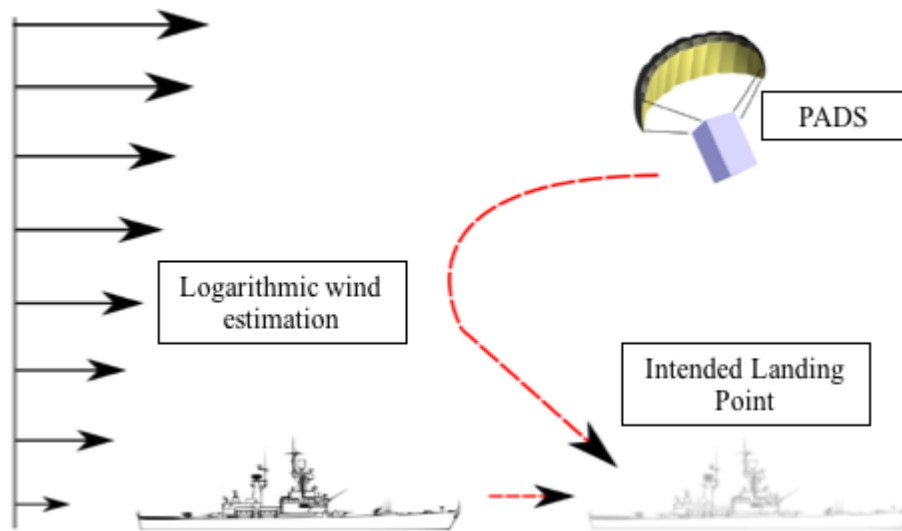 PADS
Logarithmic wind
estimation
Intended Landing
Point